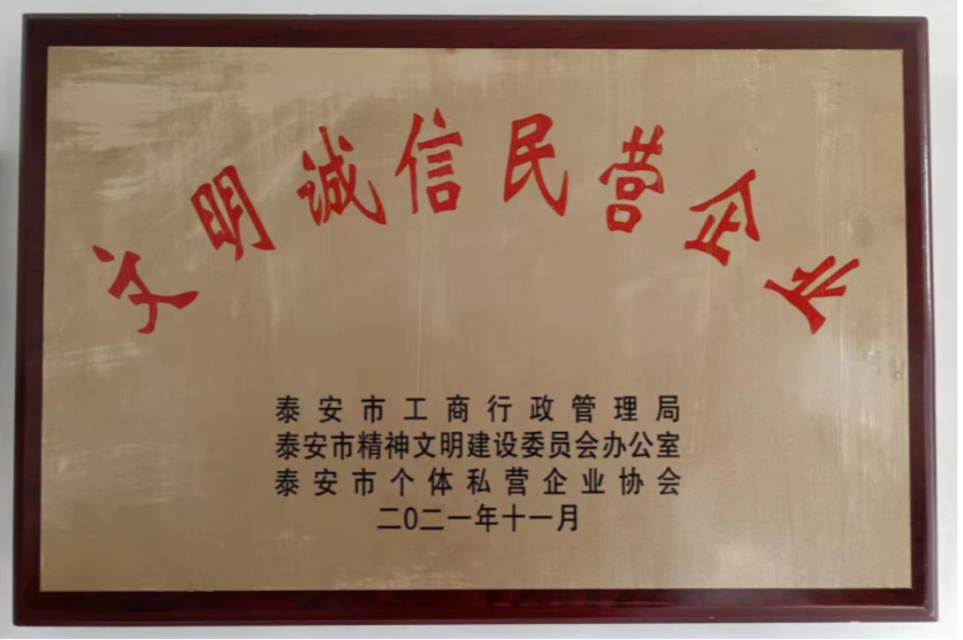 文明诚信民营企业
泰安市工商行政管理局
泰安市精神文明建设委员会办公室
泰安市个体私营企业协会
二〇二一年十一月